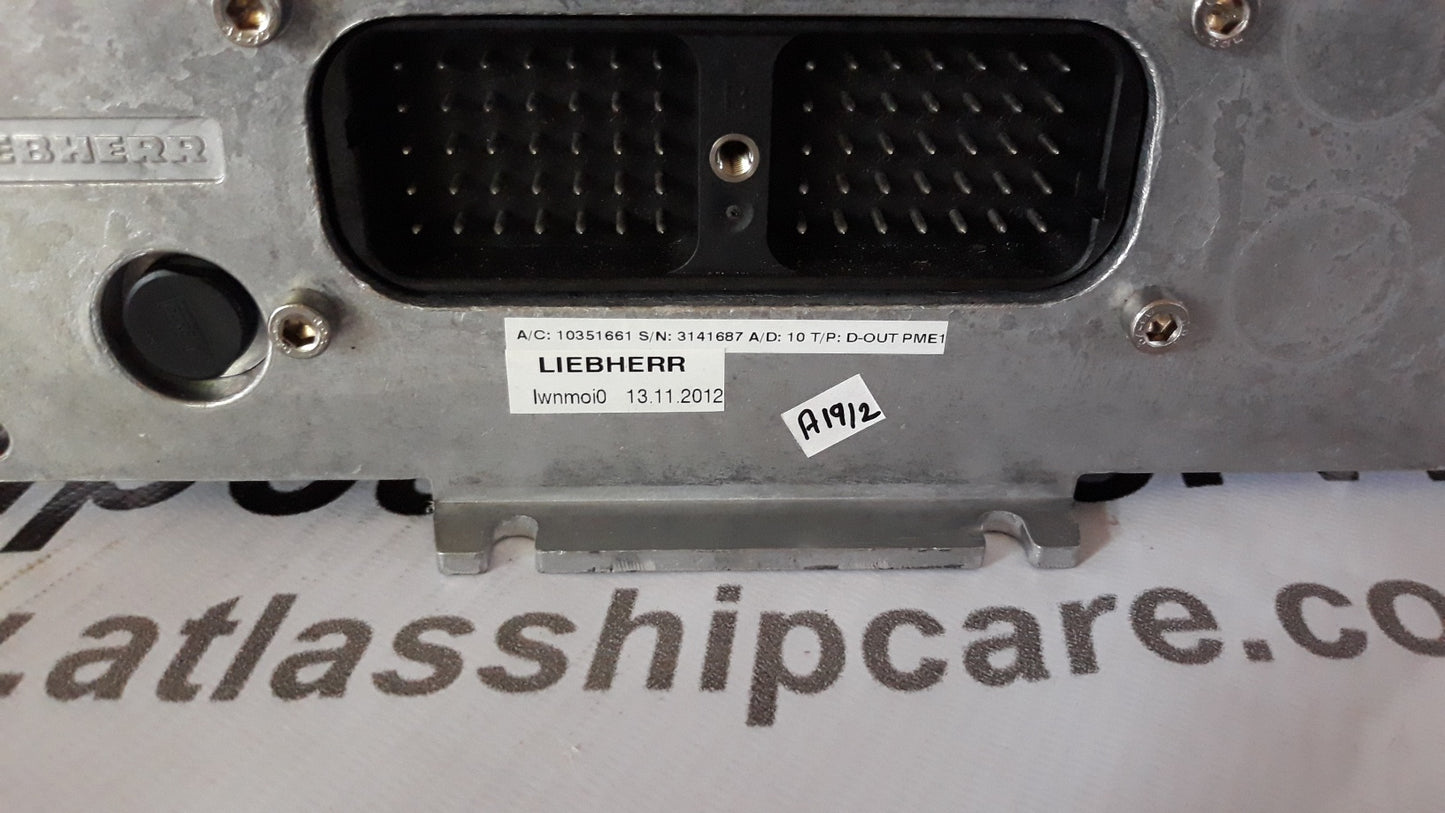 EBHERR
A/C: 10351661 S/N: 3141687 A/D: 10 T/P: D-OUT PME1
LIEBHERR
lwnmoi0 13.11.2012
A19/2
.atlasshipcare.co